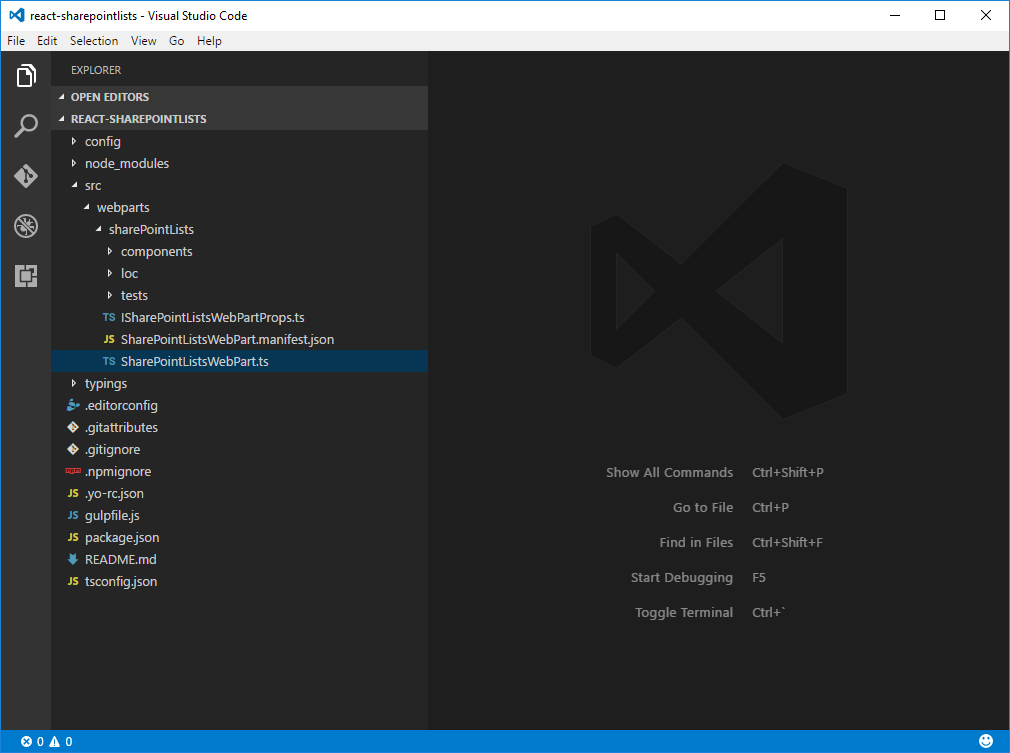 react-sharepointlists - Visual Studio Code
File Edit Selection View Go Help
EXPLORER
OPEN EDITORS
REACT-SHAREPOINTLISTS
config
node_modules
src
webparts
sharePointLists
components
loc
tests
TS ISharePointListsWebPartProps.ts
JS SharePointListsWebPart.manifest.json
TS SharePointListsWebPart.ts
typings
.editorconfig
.gitattributes
.gitignore
npm .npmignore
JS .yo-rc.json
JS gulpfile.js
JS package.json
README.md
JS tsconfig.json
Show All Commands Ctrl+Shift+P
Go to File Ctrl+P
Find in Files Ctrl+Shift+F
Start Debugging F5
Toggle Terminal Ctrl+`
0 0